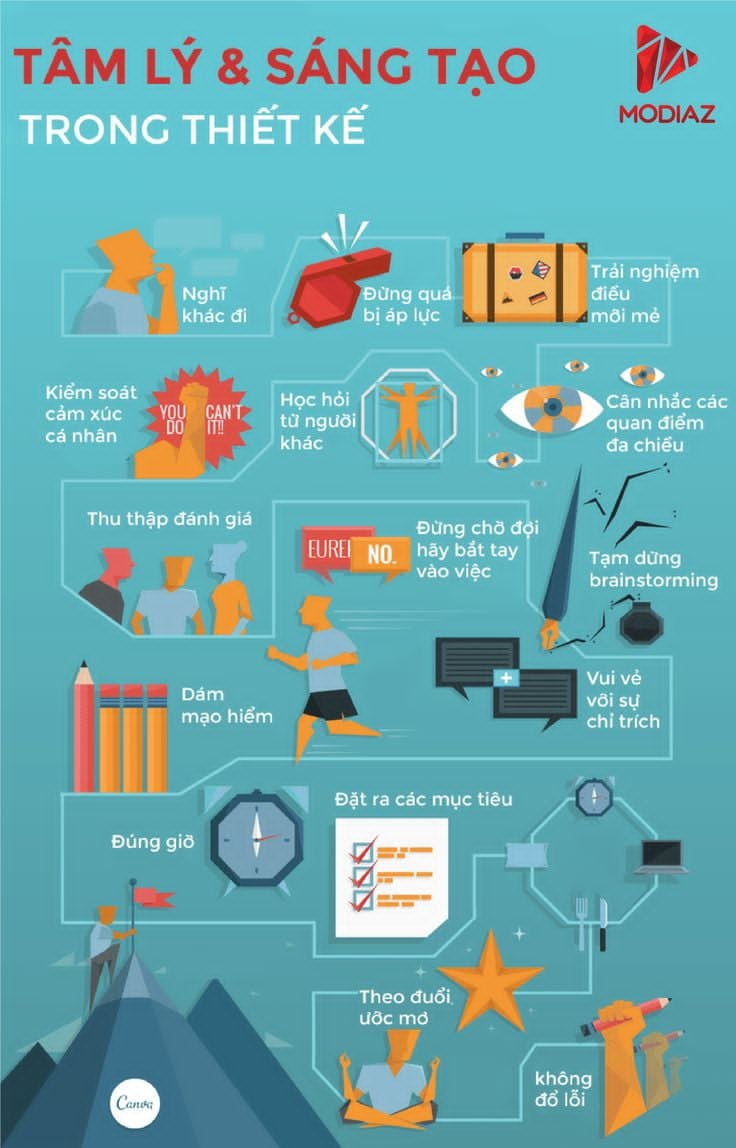 TÂM LÝ & SÁNG TẠO
TRONG THIẾT KẾ
MODIAZ
Nghĩ
khác đi
Đừng quá
bị áp lực
Trải nghiệm
điều
mới mẻ
Kiểm soát
cảm xúc
cá nhân
YOU CAN'T
DO IT!!
Học hỏi
từ người
khác
Cân nhắc các
quan điểm
đa chiều
Thu thập đánh giá
EUREI
NO.
Đừng chờ đợi
hãy bắt tay
vào việc
Tạm dừng
brainstorming
Dám
mạo hiểm
Vui vẻ
với sự
chỉ trích
Đúng giờ
Đặt ra các mục tiêu
Theo đuổi
ước mơ
không
đổ lỗi
Canva